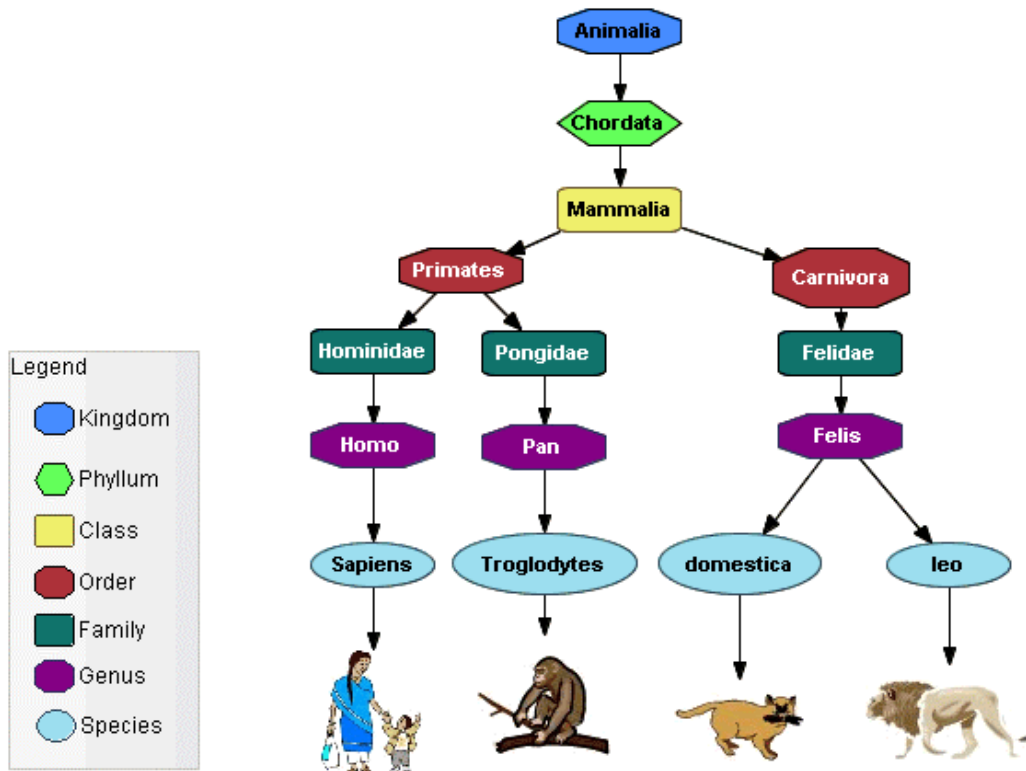 Animalia
Chordata
Mammalia
Primates
Carnivora
Hominidae
Pongidae
Felidae
Homo
Pan
Felis
Sapiens
Troglodytes
domestica
leo
Legend
Kingdom
Phyllum
Class
Order
Family
Genus
Species